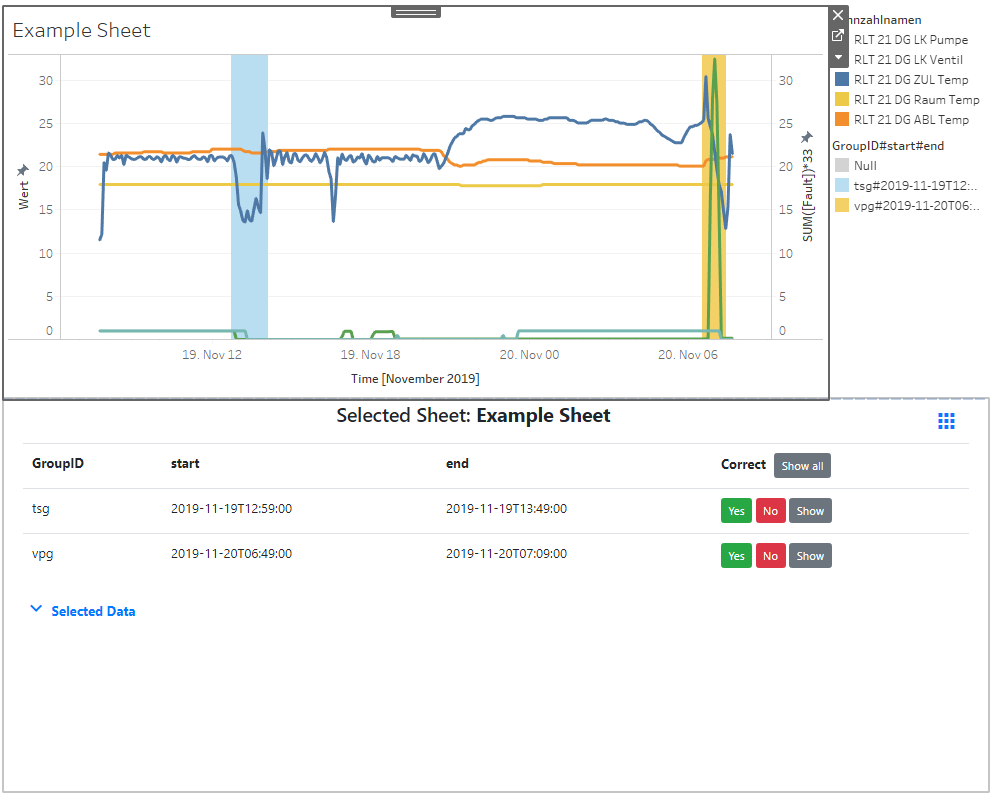 Example Sheet
30
25
20
15
10
5
0
Wert
30
25
20
15
10
5
0
SUM([Fault])*33
19. Nov 12
19. Nov 18
20. Nov 00
20. Nov 06
Time [November 2019]
nnzahlnamen
RLT 21 DG LK Pumpe
RLT 21 DG LK Ventil
RLT 21 DG ZUL Temp
RLT 21 DG Raum Temp
RLT 21 DG ABL Temp
GroupID#start#end
Null
tsg#2019-11-19T12:..
vpg#2019-11-20T06:..
Selected Sheet: Example Sheet
GroupID start end Correct Show all
tsg 2019-11-19T12:59:00 2019-11-19T13:49:00 Yes No Show
vpg 2019-11-20T06:49:00 2019-11-20T07:09:00 Yes No Show
Selected Data